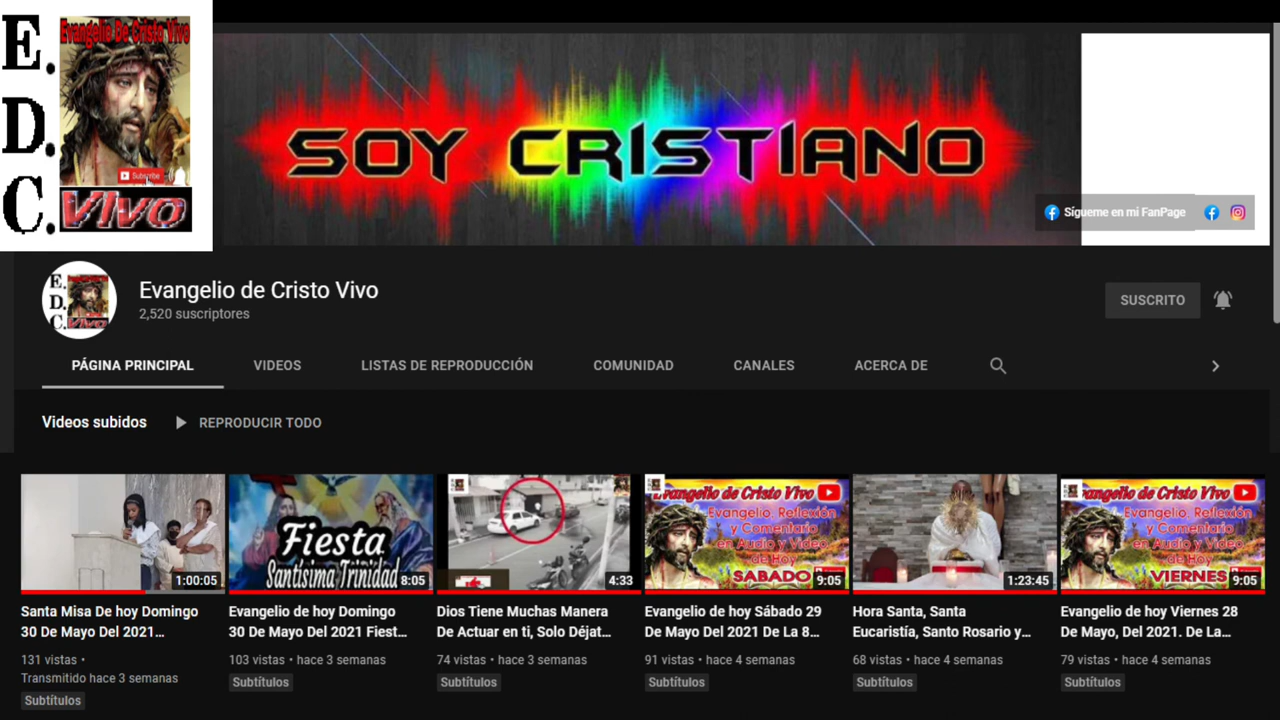 E.
D.
C.
Evangelio De Cristo Vivo
Subscribe
Vivo
SOY CRISTIANO
Sígueme en mi FanPage
E.
D.
C.
Vivo
Evangelio de Cristo Vivo
2,520 suscriptores
SUSCRITO
PÁGINA PRINCIPAL VIDEOS LISTAS DE REPRODUCCIÓN COMUNIDAD CANALES ACERCA DE
Videos subidos REPRODUCIR TODO
1:00:05
Santa Misa De hoy Domingo
30 De Mayo Del 2021...
131 vistas •
Transmitido hace 3 semanas
Subtítulos
Fiesta
Santísima Trinidad
8:05
Evangelio de hoy Domingo
30 De Mayo Del 2021 Fiest...
103 vistas • hace 3 semanas
Subtítulos
4:33
Dios Tiene Muchas Manera
De Actuar en ti, Solo Déjat...
74 vistas • hace 3 semanas
Subtítulos
Evangelio de Cristo Vivo
Evangelio, Reflexión
y Comentario
en Audio y Video
de Hoy
SABADO
9:05
Evangelio de hoy Sábado 29
De Mayo Del 2021 De La 8...
91 vistas • hace 4 semanas
Subtítulos
1:23:45
Hora Santa, Santa
Eucaristía, Santo Rosario y...
68 vistas • hace 4 semanas
Subtítulos
Evangelio de Cristo Vivo
Evangelio, Reflexión
y Comentario
en Audio y Video
de Hoy
VIERNES
9:05
Evangelio de hoy Viernes 28
De Mayo, Del 2021. De La...
79 vistas • hace 4 semanas
Subtítulos